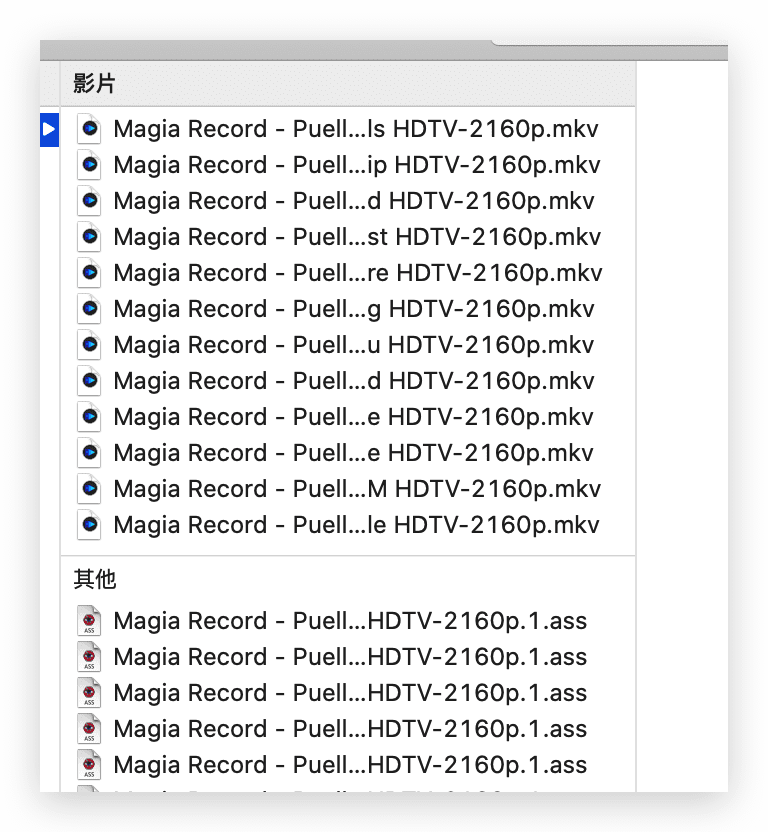 影片
Magia Record - Puell...ls HDTV-2160p.mkv
Magia Record - Puell...ip HDTV-2160p.mkv
Magia Record - Puell...d HDTV-2160p.mkv
Magia Record - Puell...st HDTV-2160p.mkv
Magia Record - Puell...re HDTV-2160p.mkv
Magia Record - Puell...g HDTV-2160p.mkv
Magia Record - Puell...u HDTV-2160p.mkv
Magia Record - Puell...d HDTV-2160p.mkv
Magia Record - Puell...e HDTV-2160p.mkv
Magia Record - Puell...e HDTV-2160p.mkv
Magia Record - Puell...M HDTV-2160p.mkv
Magia Record - Puell...le HDTV-2160p.mkv
其他
ASS Magia Record - Puell...HDTV-2160p.1.ass
ASS Magia Record - Puell...HDTV-2160p.1.ass
ASS Magia Record - Puell...HDTV-2160p.1.ass
ASS Magia Record - Puell...HDTV-2160p.1.ass
ASS Magia Record - Puell...HDTV-2160p.1.ass